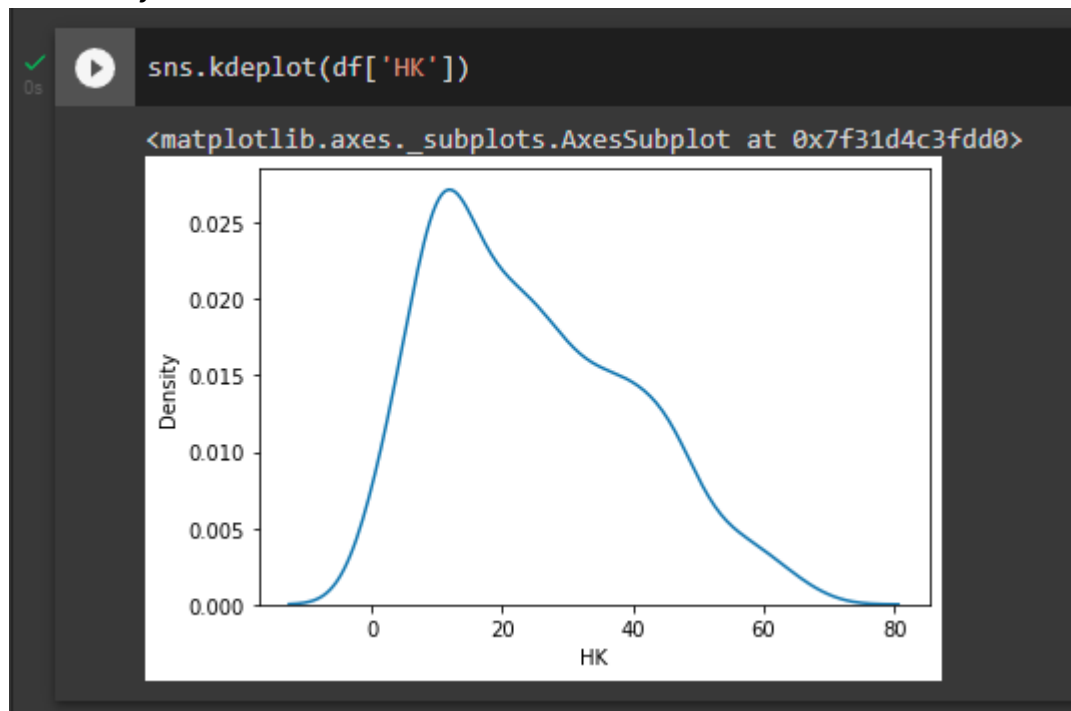 sns.kdeplot(df['HK'])
0s
<matplotlib.axes._subplots.AxesSubplot at 0x7f31d4c3fdd0>
0.025
0.020
0.015
0.010
0.005
0.000
Density
0 20 40 60 80
HK